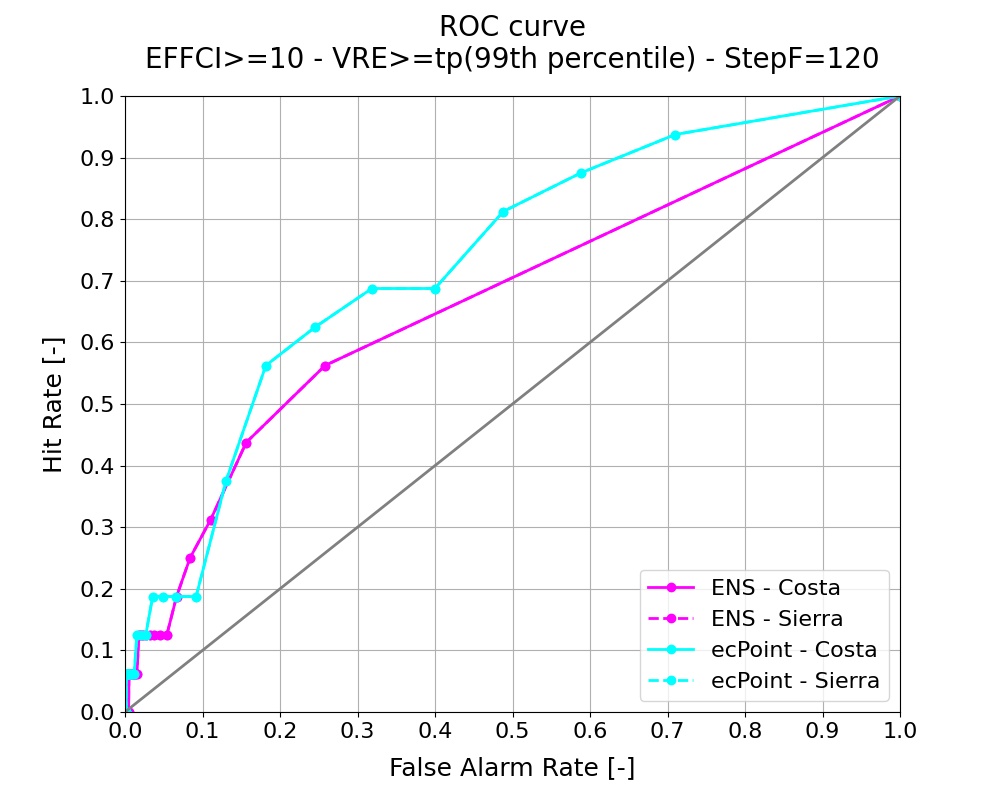 ROC curve
EFFCI>=10 - VRE>=tp(99th percentile) - StepF=120
1.0
0.9
0.8
0.7
0.6
0.5
0.4
0.3
0.2
0.1
0.0
Hit Rate [-]
ENS - Costa
ENS - Sierra
ecPoint - Costa
ecPoint - Sierra
0.0 0.1 0.2 0.3 0.4 0.5 0.6 0.7 0.8 0.9 1.0
False Alarm Rate [-]